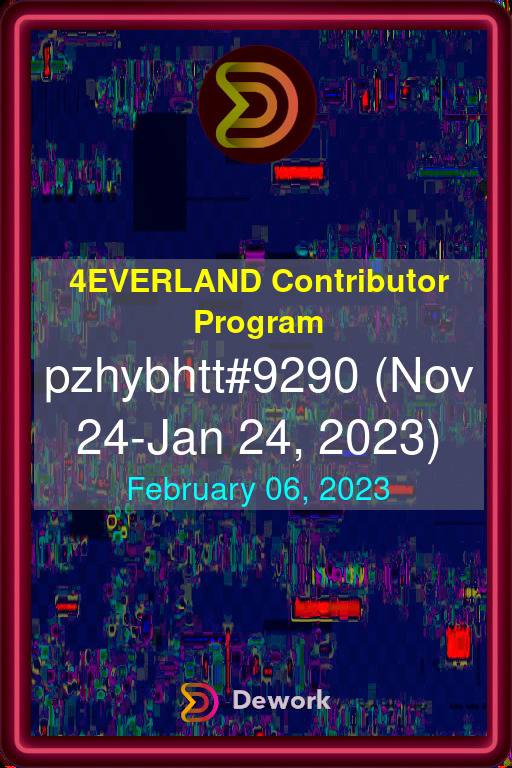 4EVERLAND Contributor
Program
pzhybhtt#9290 (Nov
24-Jan 24, 2023)
February 06, 2023
Dework